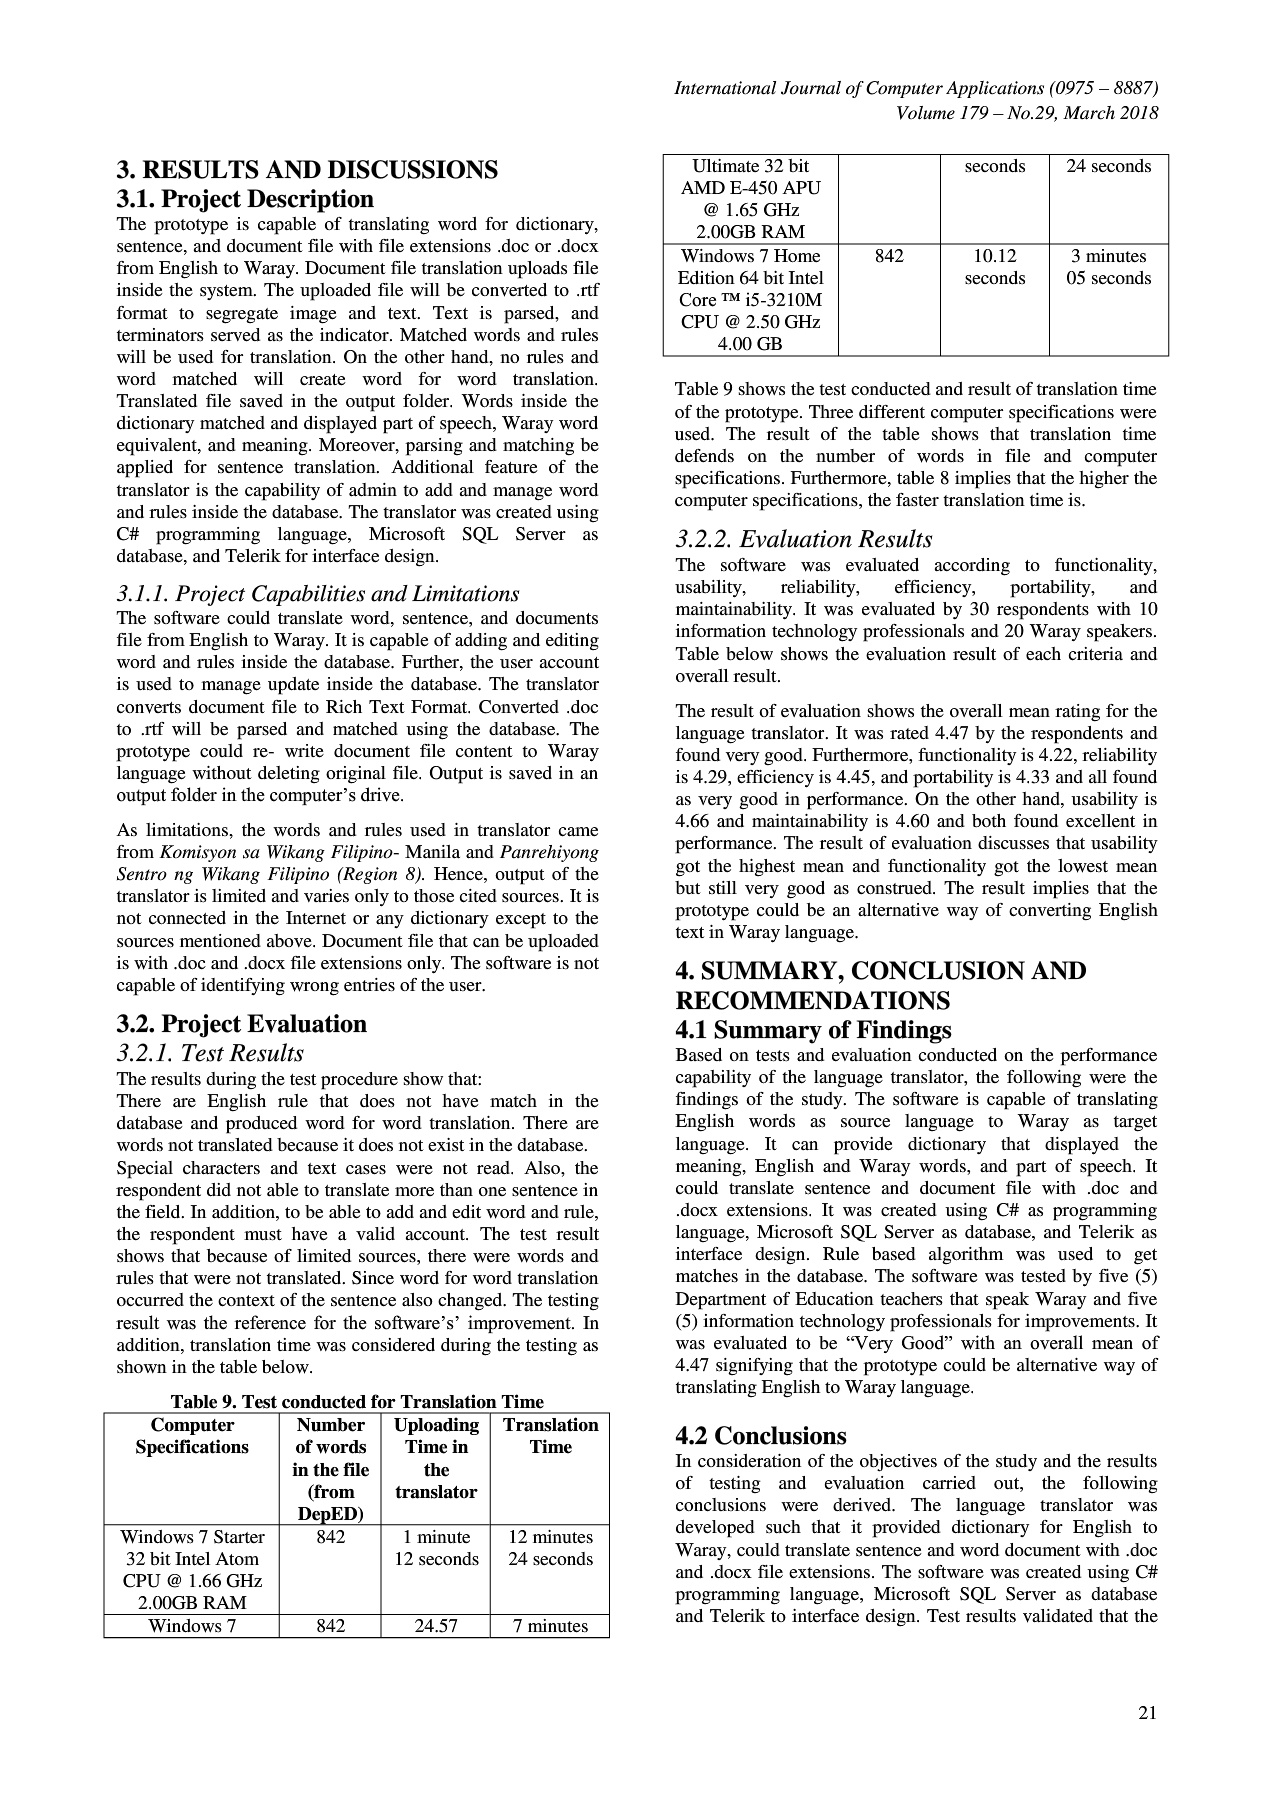 International Journal of Computer Applications (0975 – 8887)
Volume 179 – No.29, March 2018
3. RESULTS AND DISCUSSIONS
3.1. Project Description
The prototype is capable of translating word for dictionary,
sentence, and document file with file extensions .doc or .docx
from English to Waray. Document file translation uploads file
inside the system. The uploaded file will be converted to .rtf
format to segregate image and text. Text is parsed, and
terminators served as the indicator. Matched words and rules
will be used for translation. On the other hand, no rules and
word matched will create word for word translation.
Translated file saved in the output folder. Words inside the
dictionary matched and displayed part of speech, Waray word
equivalent, and meaning. Moreover, parsing and matching be
applied for sentence translation. Additional feature of the
translator is the capability of admin to add and manage word
and rules inside the database. The translator was created using
C# programming language, Microsoft SQL Server as
database, and Telerik for interface design.
3.1.1. Project Capabilities and Limitations
The software could translate word, sentence, and documents
file from English to Waray. It is capable of adding and editing
word and rules inside the database. Further, the user account
is used to manage update inside the database. The translator
converts document file to Rich Text Format. Converted .doc
to .rtf will be parsed and matched using the database. The
prototype could re- write document file content to Waray
language without deleting original file. Output is saved in an
output folder in the computer’s drive.
As limitations, the words and rules used in translator came
from Komisyon sa Wikang Filipino- Manila and Panrehiyong
Sentro ng Wikang Filipino (Region 8). Hence, output of the
translator is limited and varies only to those cited sources. It is
not connected in the Internet or any dictionary except to the
sources mentioned above. Document file that can be uploaded
is with .doc and .docx file extensions only. The software is not
capable of identifying wrong entries of the user.
3.2. Project Evaluation
3.2.1. Test Results
The results during the test procedure show that:
There are English rule that does not have match in the
database and produced word for word translation. There are
words not translated because it does not exist in the database.
Special characters and text cases were not read. Also, the
respondent did not able to translate more than one sentence in
the field. In addition, to be able to add and edit word and rule,
the respondent must have a valid account. The test result
shows that because of limited sources, there were words and
rules that were not translated. Since word for word translation
occurred the context of the sentence also changed. The testing
result was the reference for the software’s’ improvement. In
addition, translation time was considered during the testing as
shown in the table below.
Table 9. Test conducted for Translation Time
Computer Number Uploading Translation
Specifications of words Time in Time
in the file the
(from translator
DepED)
Windows 7 Starter 842 1 minute 12 minutes
32 bit Intel Atom 12 seconds 24 seconds
CPU @ 1.66 GHz
2.00GB RAM
Windows 7 842 24.57 7 minutes
Ultimate 32 bit seconds 24 seconds
AMD E-450 APU
@ 1.65 GHz
2.00GB RAM
Windows 7 Home 842 10.12 3 minutes
Edition 64 bit Intel seconds 05 seconds
Core ™ i5-3210M
CPU @ 2.50 GHz
4.00 GB
Table 9 shows the test conducted and result of translation time
of the prototype. Three different computer specifications were
used. The result of the table shows that translation time
defends on the number of words in file and computer
specifications. Furthermore, table 8 implies that the higher the
computer specifications, the faster translation time is.
3.2.2. Evaluation Results
The software was evaluated according to functionality,
usability, reliability, efficiency, portability, and
maintainability. It was evaluated by 30 respondents with 10
information technology professionals and 20 Waray speakers.
Table below shows the evaluation result of each criteria and
overall result.
The result of evaluation shows the overall mean rating for the
language translator. It was rated 4.47 by the respondents and
found very good. Furthermore, functionality is 4.22, reliability
is 4.29, efficiency is 4.45, and portability is 4.33 and all found
as very good in performance. On the other hand, usability is
4.66 and maintainability is 4.60 and both found excellent in
performance. The result of evaluation discusses that usability
got the highest mean and functionality got the lowest mean
but still very good as construed. The result implies that the
prototype could be an alternative way of converting English
text in Waray language.
4. SUMMARY, CONCLUSION AND
RECOMMENDATIONS
4.1 Summary of Findings
Based on tests and evaluation conducted on the performance
capability of the language translator, the following were the
findings of the study. The software is capable of translating
English words as source language to Waray as target
language. It can provide dictionary that displayed the
meaning, English and Waray words, and part of speech. It
could translate sentence and document file with .doc and
.docx extensions. It was created using C# as programming
language, Microsoft SQL Server as database, and Telerik as
interface design. Rule based algorithm was used to get
matches in the database. The software was tested by five (5)
Department of Education teachers that speak Waray and five
(5) information technology professionals for improvements. It
was evaluated to be “Very Good” with an overall mean of
4.47 signifying that the prototype could be alternative way of
translating English to Waray language.
4.2 Conclusions
In consideration of the objectives of the study and the results
of testing and evaluation carried out, the following
conclusions were derived. The language translator was
developed such that it provided dictionary for English to
Waray, could translate sentence and word document with .doc
and .docx file extensions. The software was created using C#
programming language, Microsoft SQL Server as database
and Telerik to interface design. Test results validated that the
21